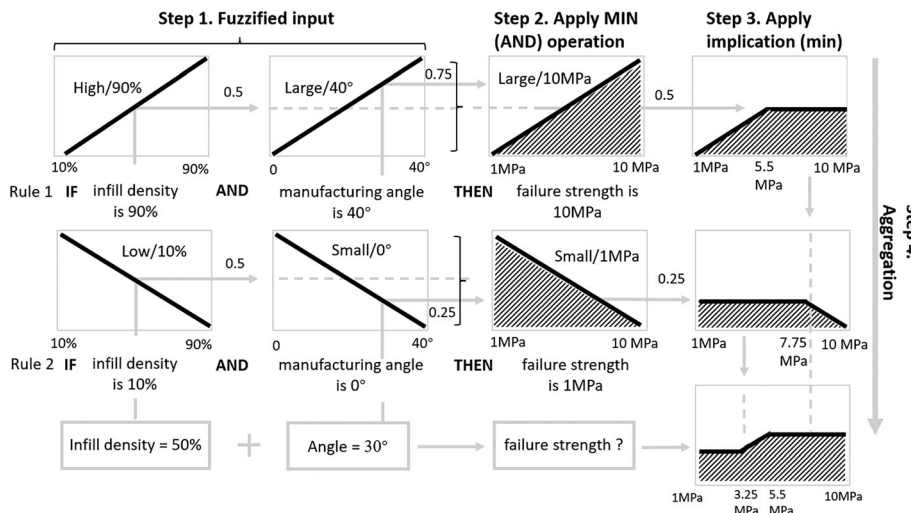 Step 1. Fuzzified input
Step 2. Apply MIN
(AND) operation
Step 3. Apply
implication (min)
High/90%
0.5
Large/40°
0.75
Large/10MPa
0.5
10%
90%
0
40°
1MPa
10 MPa
1MPa
5.5
MPa
10 MPa
Rule 1 IF infill density
is 90%
AND
manufacturing angle
is 40°
THEN
failure strength is
10MPa
Low/10%
0.5
Small/0°
0.25
Small/1MPa
0.25
10%
90%
0
40°
1MPa
10 MPa
1MPa
7.75
MPa
10 MPa
Rule 2 IF infill density
is 10%
AND
manufacturing angle
is 0°
THEN
failure strength
is 1MPa
Step 4.
Aggregation
Infill density = 50%
+
Angle = 30°
failure strength ?
1MPa
3.25
MPa
5.5
MPa
10MPa